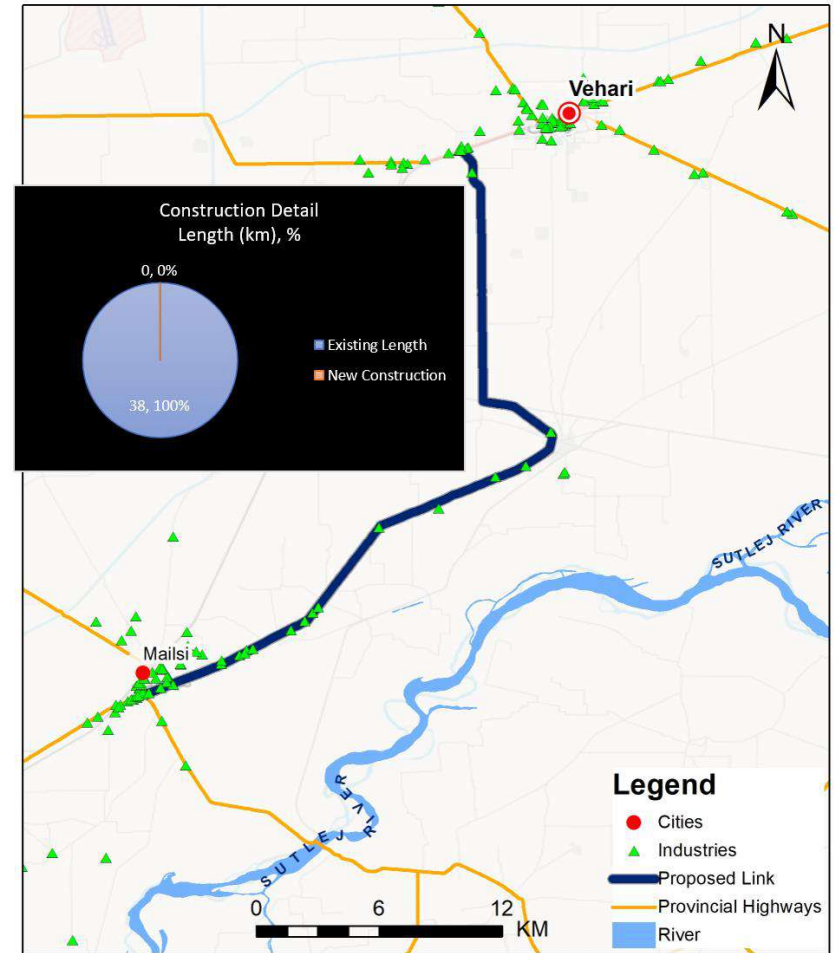 N
Vehari
Construction Detail
Length (km), %
0, 0%
38, 100%
Existing Length
New Construction
SUTLEJ RIVER
Mailsi
SUTLEJ RIVER
0 6 12
KM
Legend
Cities
Industries
Proposed Link
Provincial Highways
River